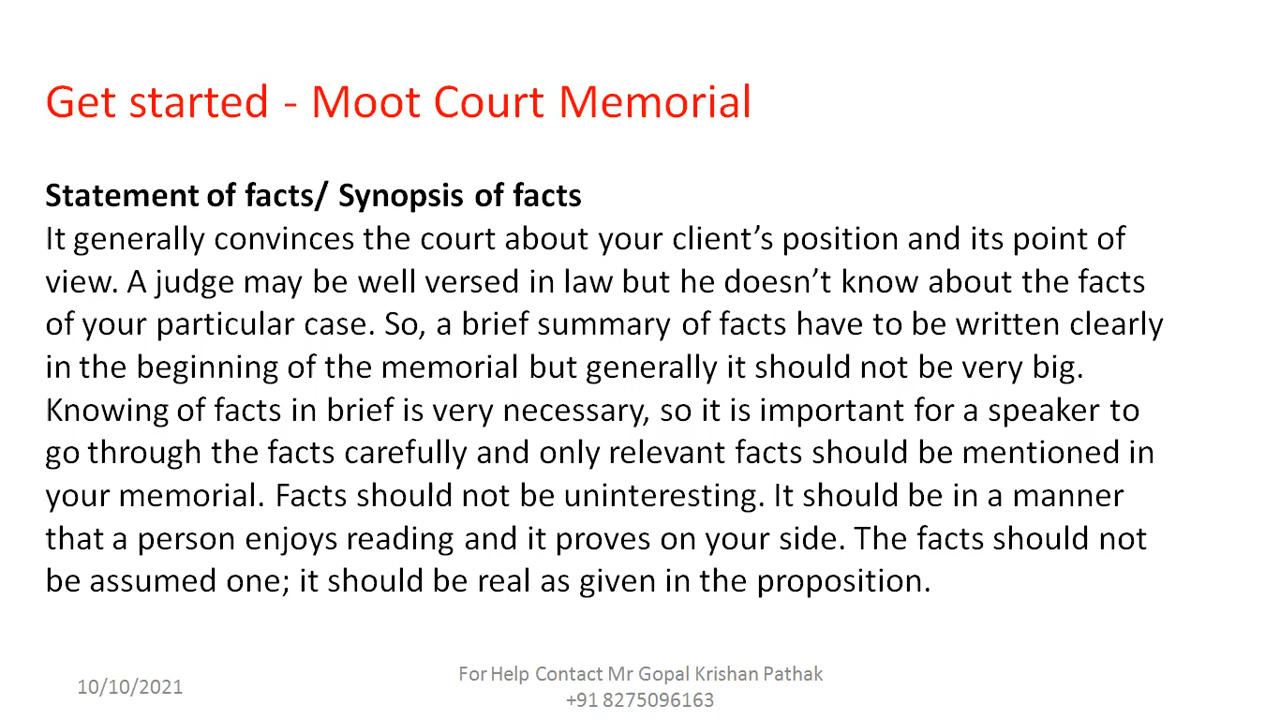 Get started - Moot Court Memorial
Statement of facts/ Synopsis of facts
It generally convinces the court about your client’s position and its point of
view. A judge may be well versed in law but he doesn’t know about the facts
of your particular case. So, a brief summary of facts have to be written clearly
in the beginning of the memorial but generally it should not be very big.
Knowing of facts in brief is very necessary, so it is important for a speaker to
go through the facts carefully and only relevant facts should be mentioned in
your memorial. Facts should not be uninteresting. It should be in a manner
that a person enjoys reading and it proves on your side. The facts should not
be assumed one; it should be real as given in the proposition.
10/10/2021
For Help Contact Mr Gopal Krishan Pathak
+91 8275096163